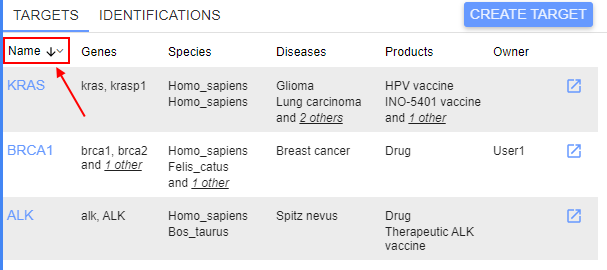 TARGETS IDENTIFICATIONS CREATE TARGET
Name Genes Species Diseases Products Owner
KRAS kras, krasp1 Homo_sapiens Glioma HPV vaccine
Homo_sapiens Lung carcinoma INO-5401 vaccine
and 2 others and 1 other
BRCA1 brca1, brca2 Homo_sapiens Breast cancer Drug User1
and 1 other Felis_catus
and 1 other
ALK alk, ALK Homo_sapiens Spitz nevus Drug
Bos_taurus Therapeutic ALK
vaccine